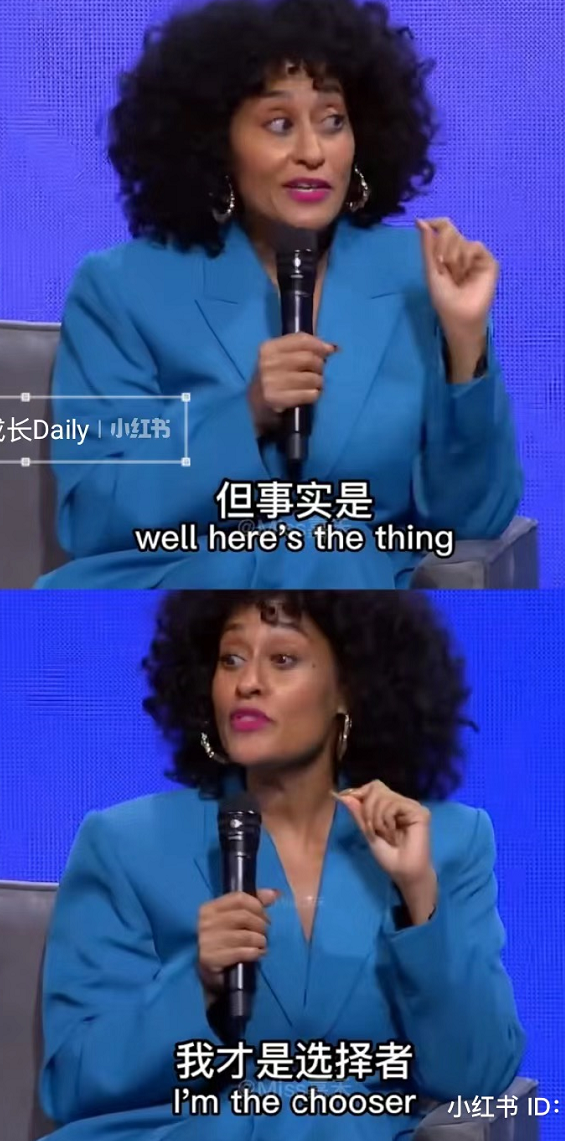 成长Daily | 小红书
但事实是
well here's the thing
我才是选择者
I'm the chooser
小红书 ID: